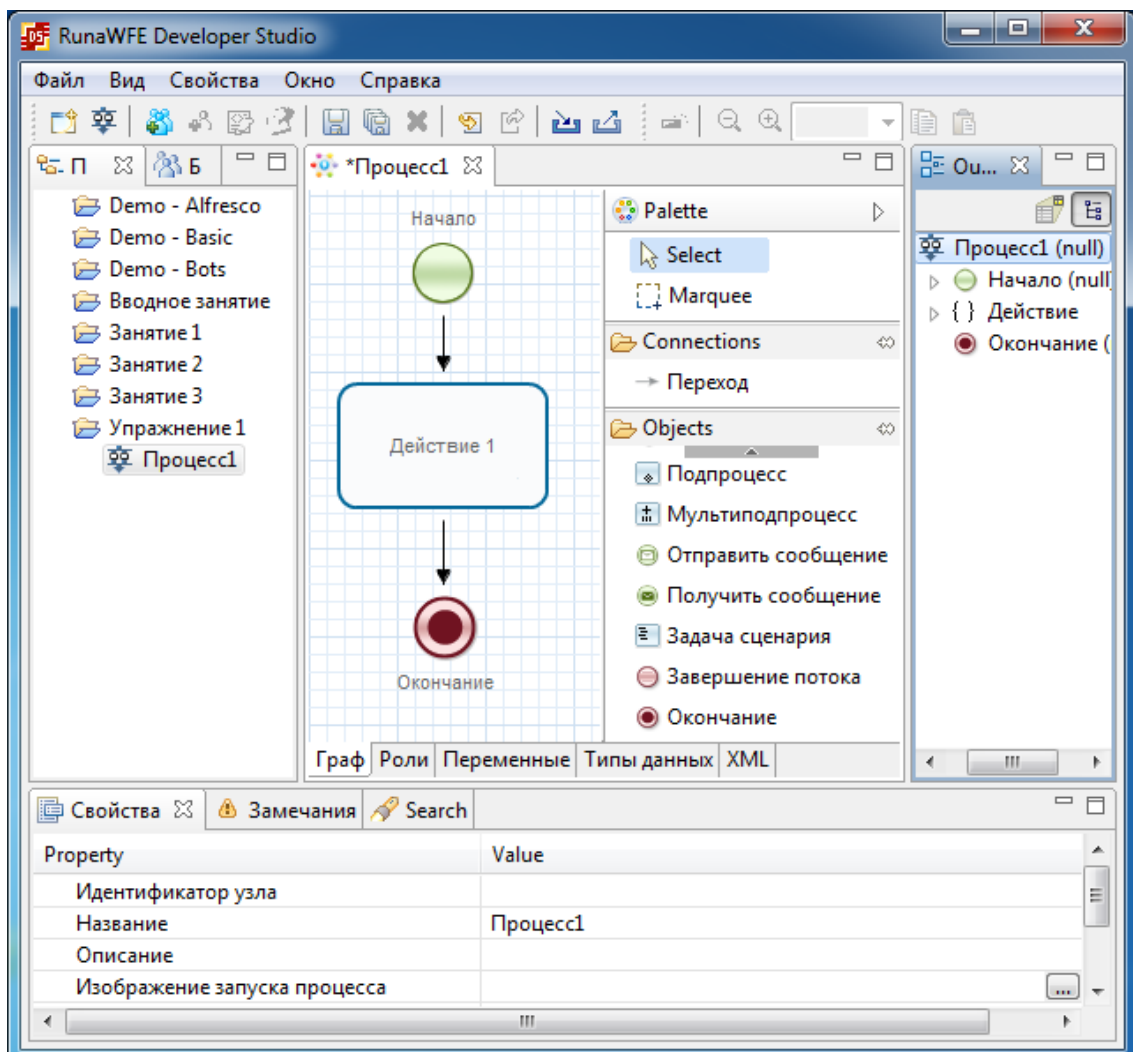 RunaWFE Developer Studio
Файл Вид Свойства Окно Справка
П Б
Demo - Alfresco
Demo - Basic
Demo - Bots
Вводное занятие
Занятие 1
Занятие 2
Занятие 3
Упражнение 1
Процесс1
*Процесс1
Начало
Действие 1
Окончание
Palette
Select
Marquee
Connections
Переход
Objects
Подпроцесс
Мультиподпроцесс
Отправить сообщение
Получить сообщение
Задача сценария
Завершение потока
Окончание
Граф Роли Переменные Типы данных XML
Ou...
Процесс1 (null)
Начало (null)
Действие
Окончание (
Свойства Замечания Search
Property Value
Идентификатор узла
Название Процесс1
Описание
Изображение запуска процесса ...